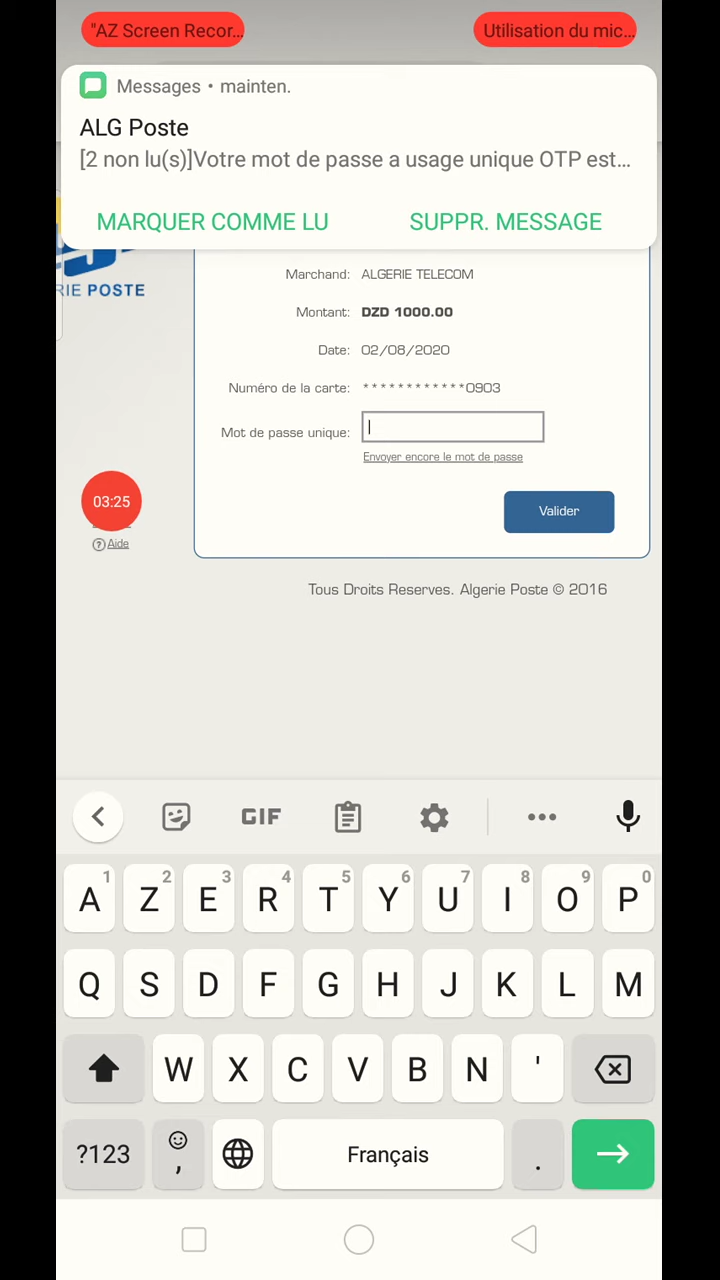 "AZ Screen Recor...
Utilisation du mic...
Messages • mainten.
ALG Poste
[2 non lu(s)]Votre mot de passe a usage unique OTP est...
MARQUER COMME LU
SUPPR. MESSAGE
RIE POSTE
Marchand: ALGERIE TELECOM
Montant: DZD 1000.00
Date: 02/08/2020
Numéro de la carte: ************0903
Mot de passe unique:
Envoyer encore le mot de passe
03:25
Valider
? Aide
Tous Droits Reserves. Algerie Poste © 2016
GIF
A 1 Z 2 E 3 R 4 T 5 Y 6 U 7 I 8 O 9 P 0
Q S D F G H J K L M
W X C V B N '
?123 , Français .